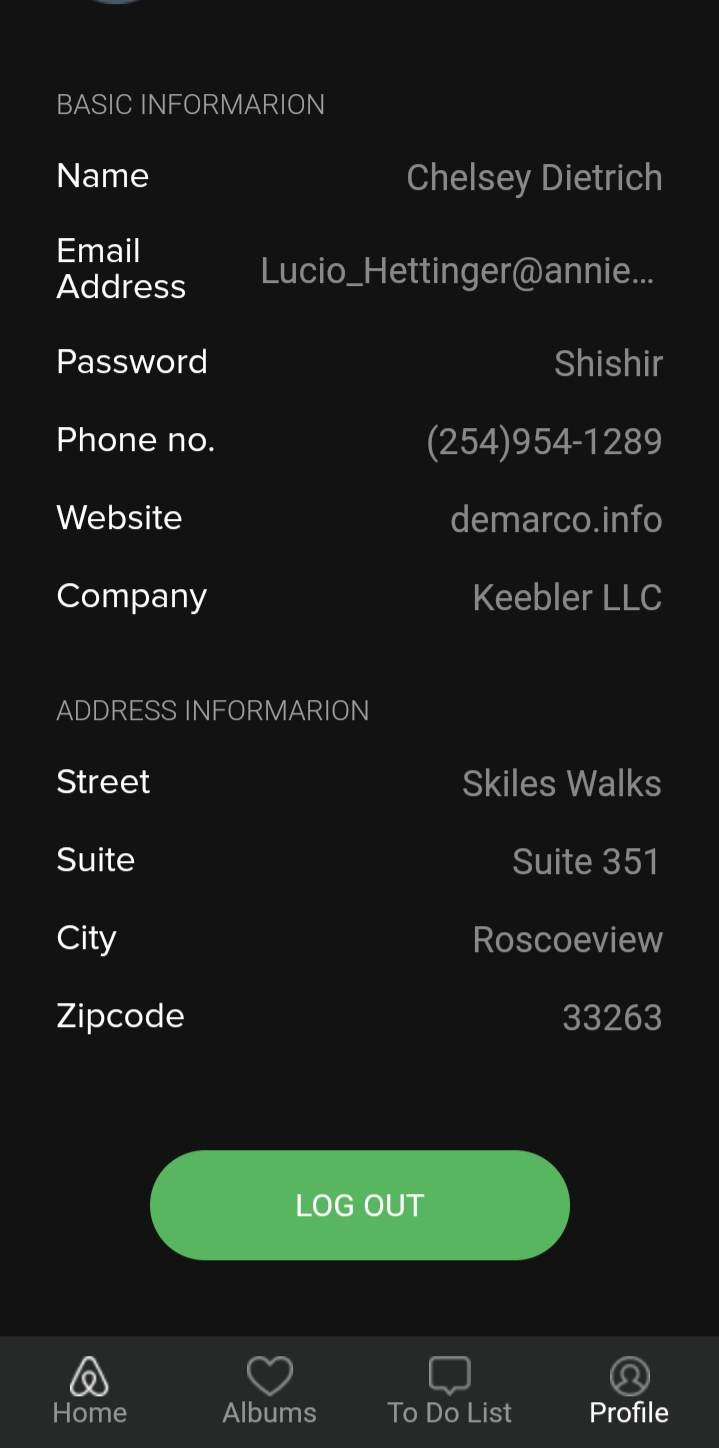 BASIC INFORMARION
Name Chelsey Dietrich
Email
Address Lucio_Hettinger@annie...
Password Shishir
Phone no. (254)954-1289
Website demarco.info
Company Keebler LLC
ADDRESS INFORMARION
Street Skiles Walks
Suite Suite 351
City Roscoeview
Zipcode 33263
LOG OUT
Home Albums To Do List Profile